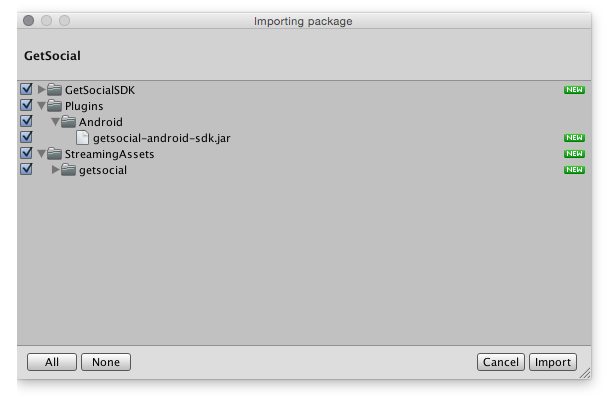 Importing package
GetSocial
GetSocialSDK NEW
Plugins
Android
getsocial-android-sdk.jar NEW
StreamingAssets NEW
getsocial NEW
All None Cancel Import